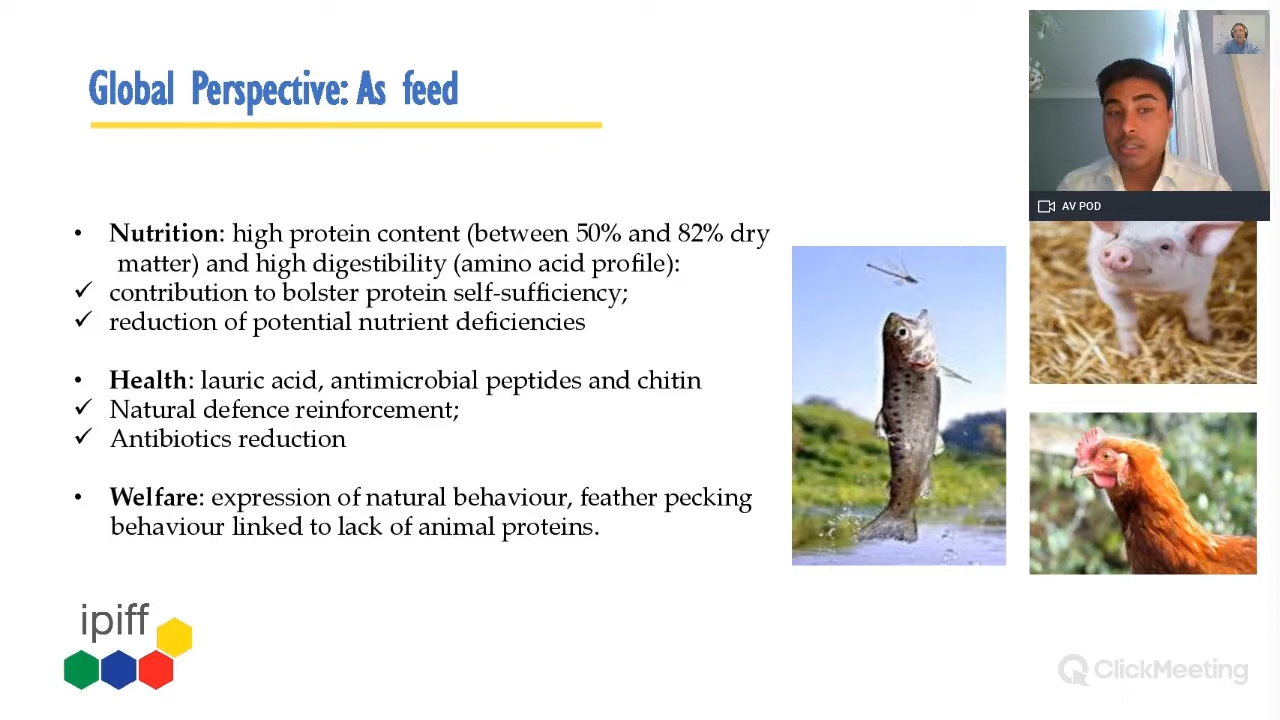 Global Perspective: As feed
AV POD
• Nutrition: high protein content (between 50% and 82% dry
matter) and high digestibility (amino acid profile):
✓ contribution to bolster protein self-sufficiency;
✓ reduction of potential nutrient deficiencies
• Health: lauric acid, antimicrobial peptides and chitin
✓ Natural defence reinforcement;
✓ Antibiotics reduction
• Welfare: expression of natural behaviour, feather pecking
behaviour linked to lack of animal proteins.
ipiff
ClickMeeting